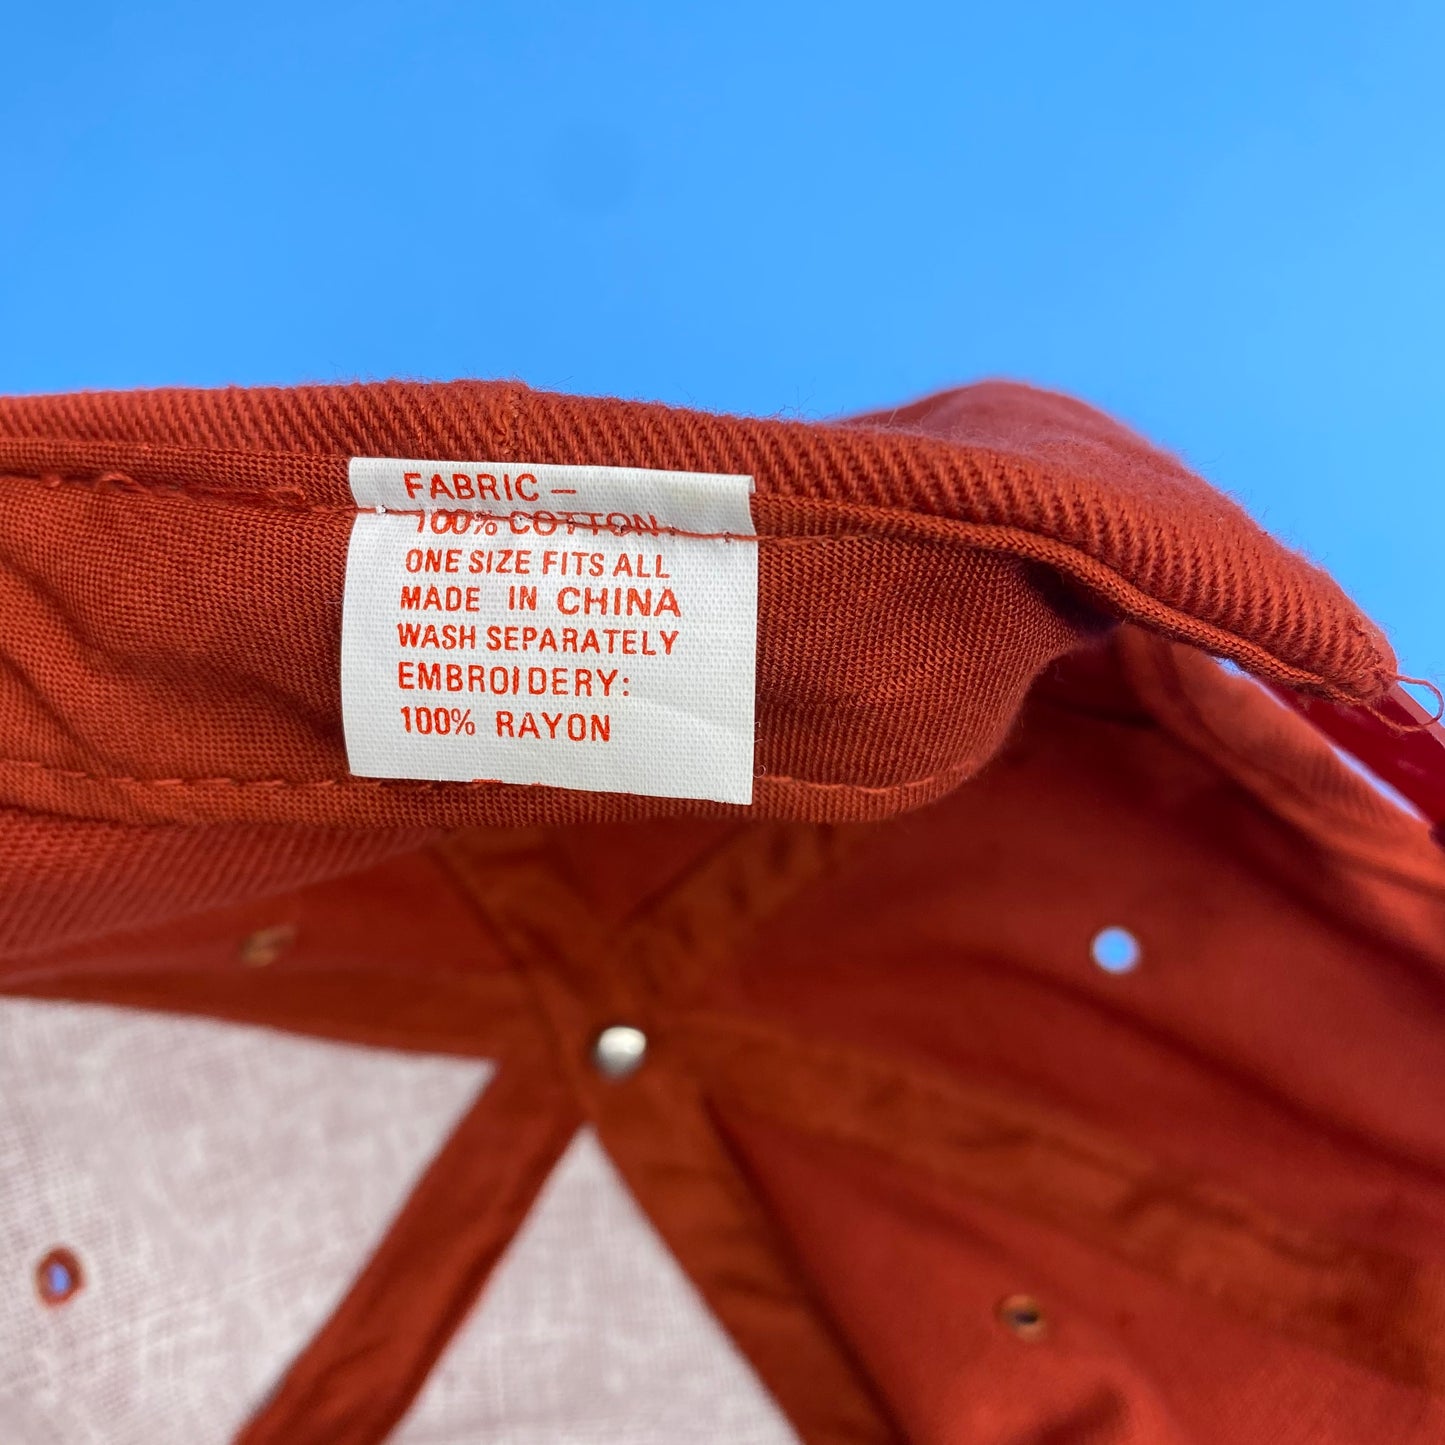 FABRIC –
100% COTTON
ONE SIZE FITS ALL
MADE IN CHINA
WASH SEPARATELY
EMBROIDERY:
100% RAYON